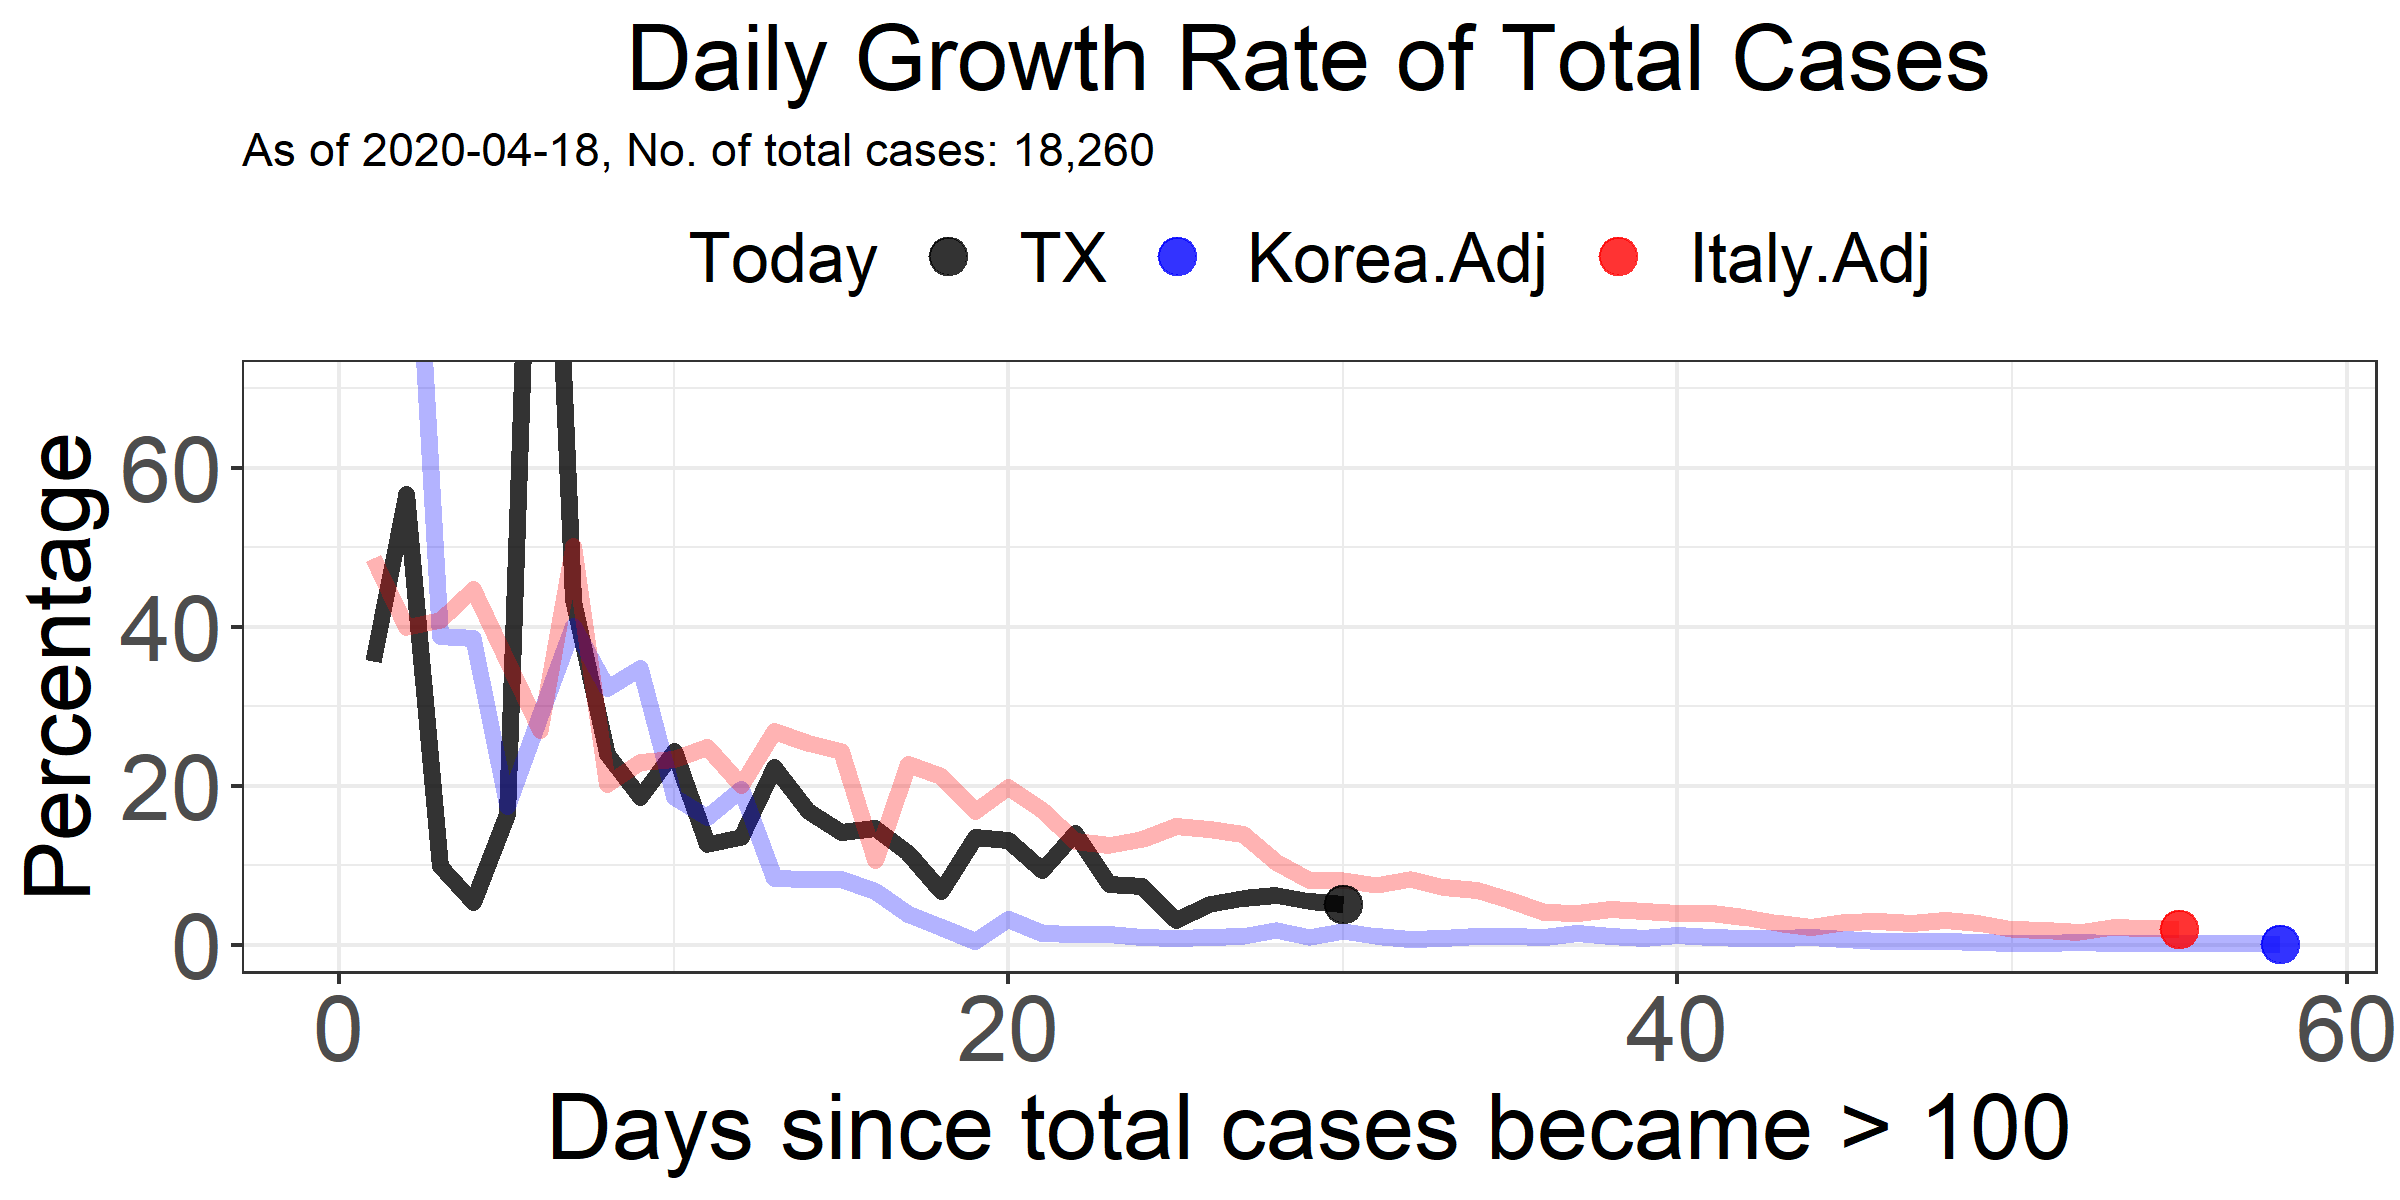 Daily Growth Rate of Total Cases
As of 2020-04-18, No. of total cases: 18,260
Today TX Korea.Adj Italy.Adj
Percentage
60
40
20
0
0 20 40 60
Days since total cases became > 100